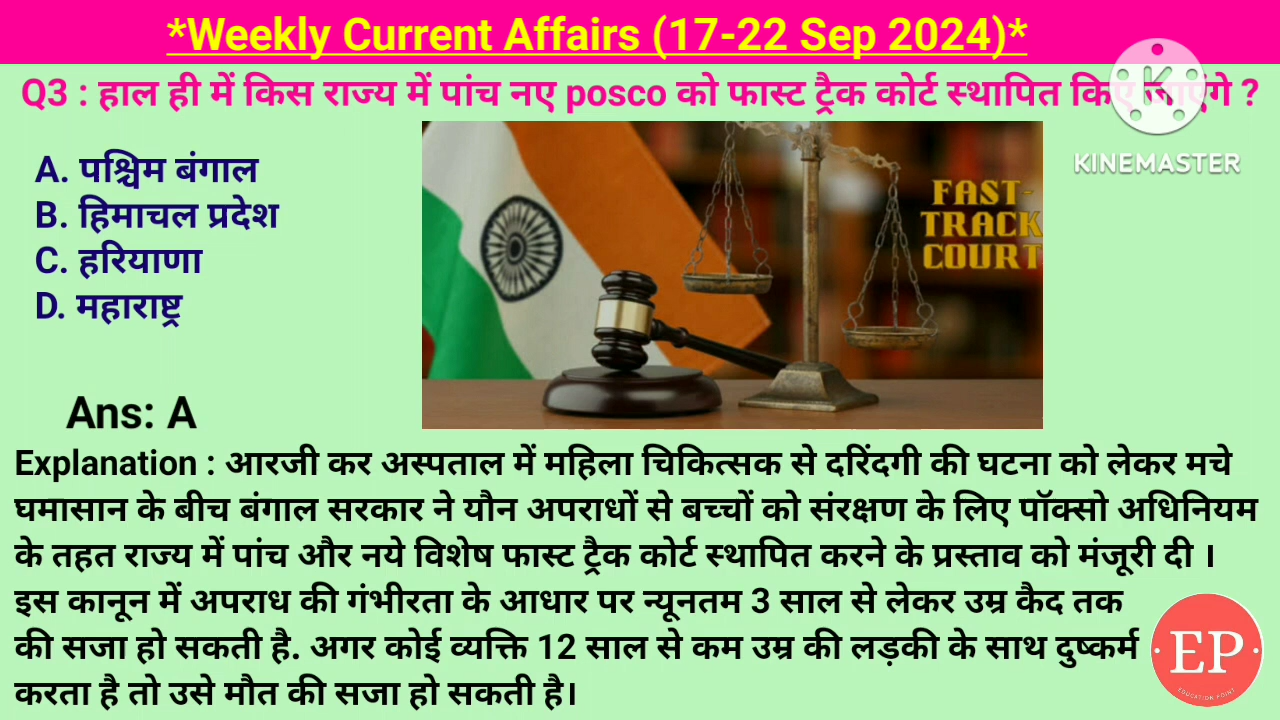 *Weekly Current Affairs (17-22 Sep 2024)*
Q3 : हाल ही में किस राज्य में पांच नए posco को फास्ट ट्रैक कोर्ट स्थापित किए जाएंगे ?
KINEMASTER
A. पश्चिम बंगाल
B. हिमाचल प्रदेश
C. हरियाणा
D. महाराष्ट्र
FAST-
TRACK
COURT
Ans: A
Explanation : आरजी कर अस्पताल में महिला चिकित्सक से दरिंदगी की घटना को लेकर मचे
घमासान के बीच बंगाल सरकार ने यौन अपराधों से बच्चों को संरक्षण के लिए पॉक्सो अधिनियम
के तहत राज्य में पांच और नये विशेष फास्ट ट्रैक कोर्ट स्थापित करने के प्रस्ताव को मंजूरी दी ।
इस कानून में अपराध की गंभीरता के आधार पर न्यूनतम 3 साल से लेकर उम्र कैद तक
की सजा हो सकती है. अगर कोई व्यक्ति 12 साल से कम उम्र की लड़की के साथ दुष्कर्म
करता है तो उसे मौत की सजा हो सकती है।
EP
EDUCATION POINT